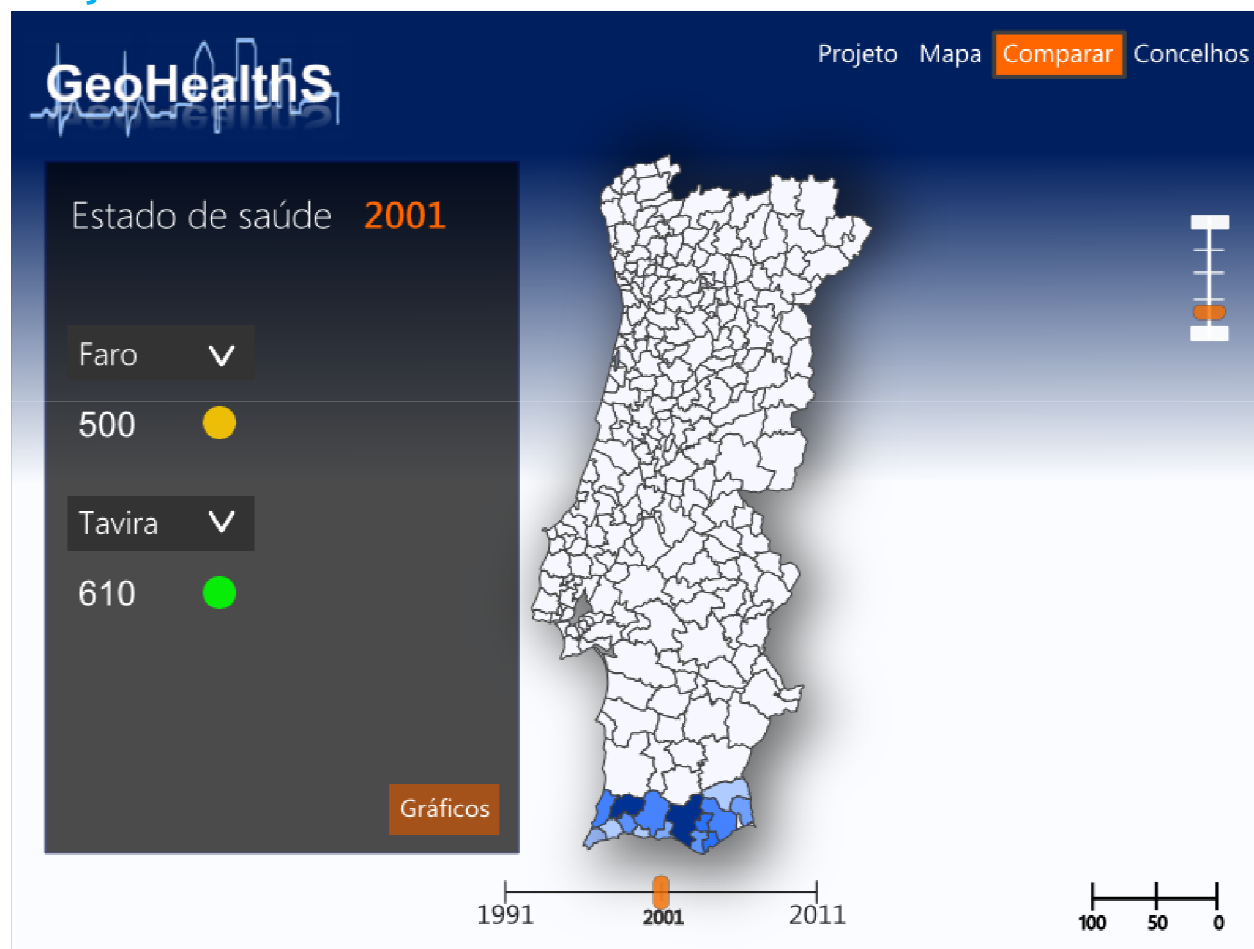 GeoHealthS
Projeto Mapa Comparar Concelhos
Estado de saúde 2001
Faro
500
Tavira
610
Gráficos
1991 2001 2011
100 50 0